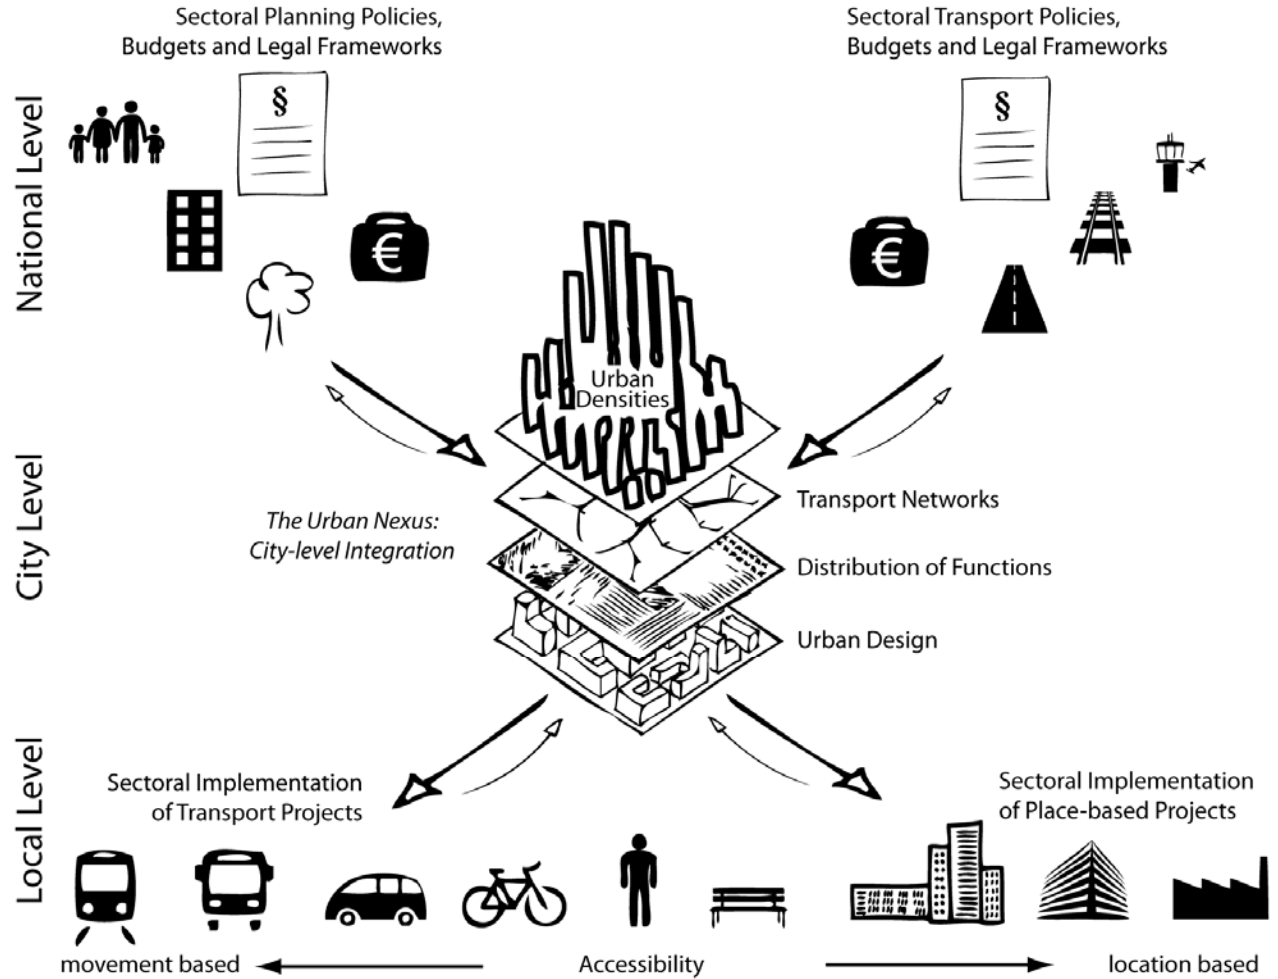 Sectoral Planning Policies,
Budgets and Legal Frameworks
Sectoral Transport Policies,
Budgets and Legal Frameworks
National Level
§
§
€
€
Urban
Densities
City Level
The Urban Nexus:
City-level Integration
Transport Networks
Distribution of Functions
Urban Design
Local Level
Sectoral Implementation
of Transport Projects
Sectoral Implementation
of Place-based Projects
movement based
Accessibility
location based